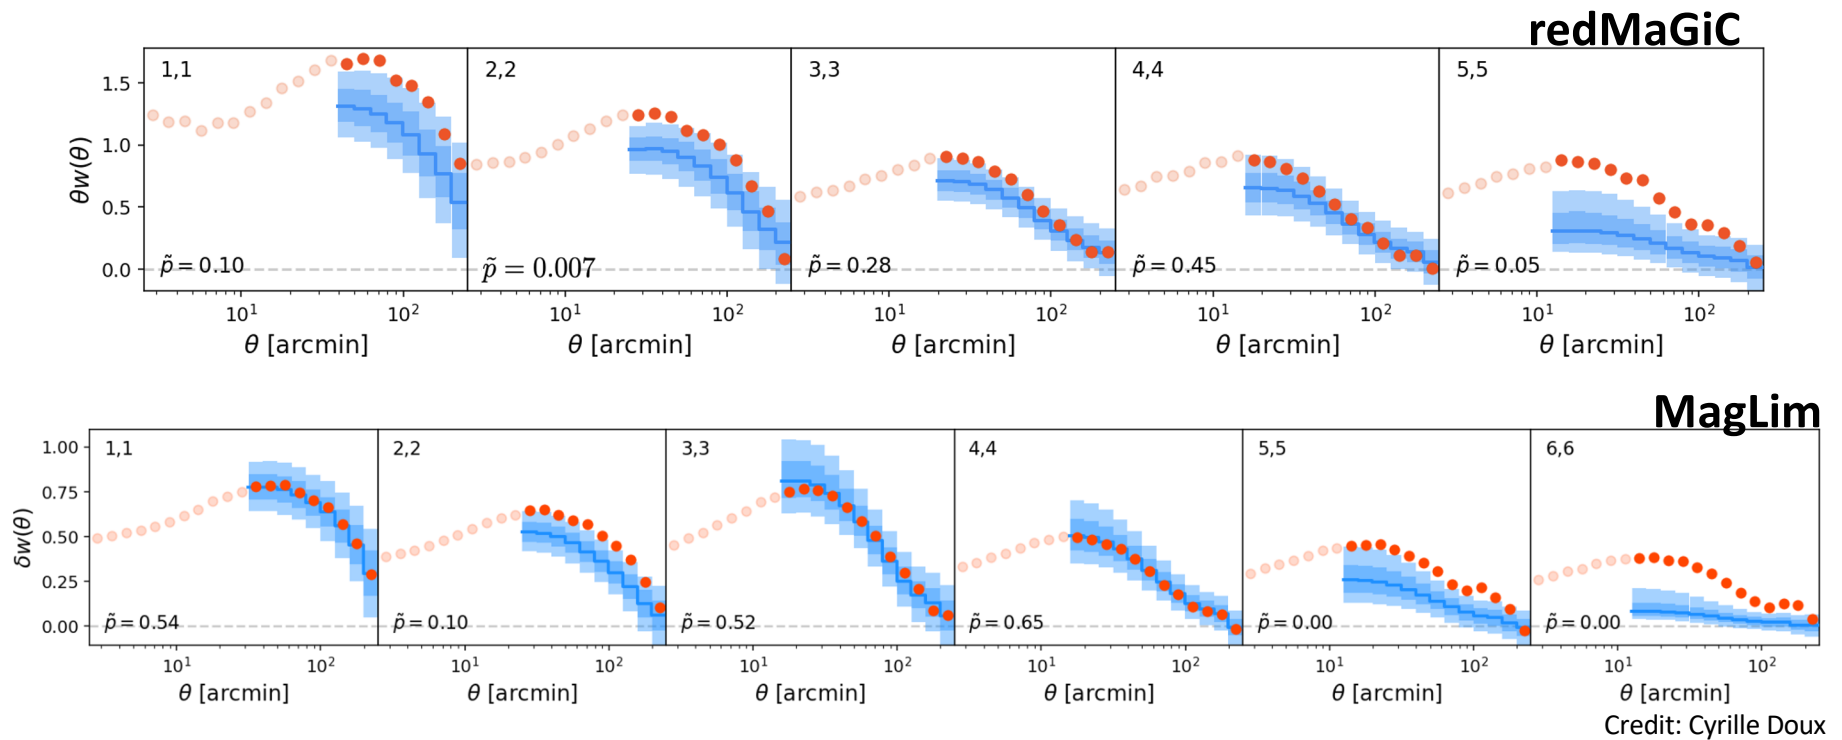 redMaGiC
1,1 2,2 3,3 4,4 5,5
θw(θ)
1.5
1.0
0.5
0.0
p̃ = 0.10 p̃ = 0.007 p̃ = 0.28 p̃ = 0.45 p̃ = 0.05
10¹ 10² 10¹ 10² 10¹ 10² 10¹ 10² 10¹ 10²
θ [arcmin] θ [arcmin] θ [arcmin] θ [arcmin] θ [arcmin]
MagLim
1,1 2,2 3,3 4,4 5,5 6,6
δw(θ)
1.00
0.75
0.50
0.25
0.00
p̃ = 0.54 p̃ = 0.10 p̃ = 0.52 p̃ = 0.65 p̃ = 0.00 p̃ = 0.00
10¹ 10² 10¹ 10² 10¹ 10² 10¹ 10² 10¹ 10² 10¹ 10²
θ [arcmin] θ [arcmin] θ [arcmin] θ [arcmin] θ [arcmin] θ [arcmin]
Credit: Cyrille Doux